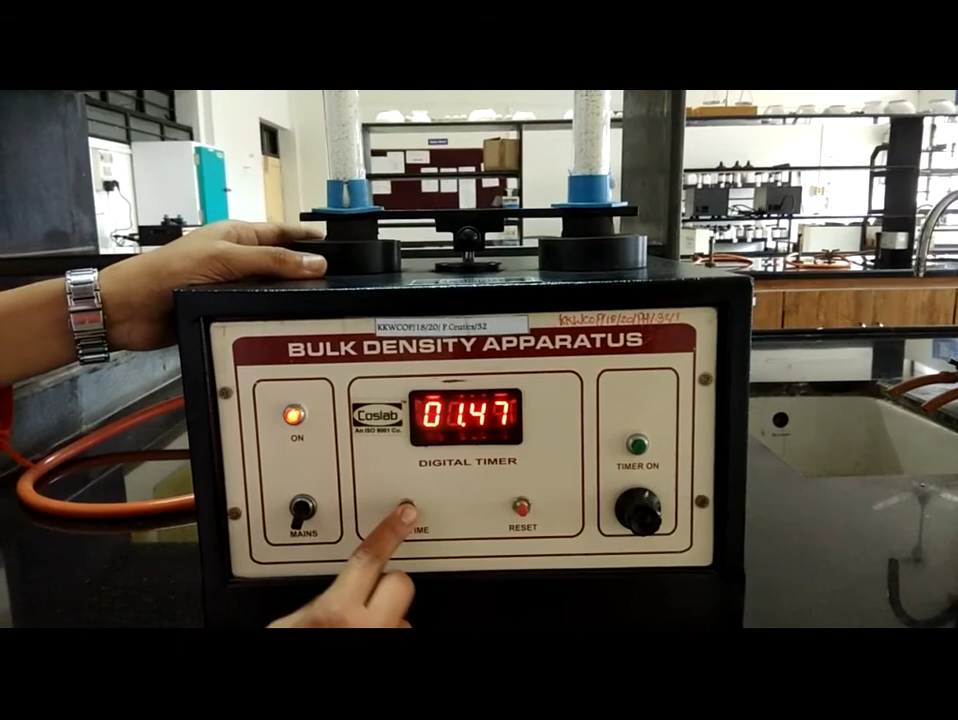 KKWCOP/18/20/ P.Ceutics/32
BULK DENSITY APPARATUS
Coslab
An ISO 9001 Co.
01.47
ON
DIGITAL TIMER
TIMER ON
MAINS
RESET